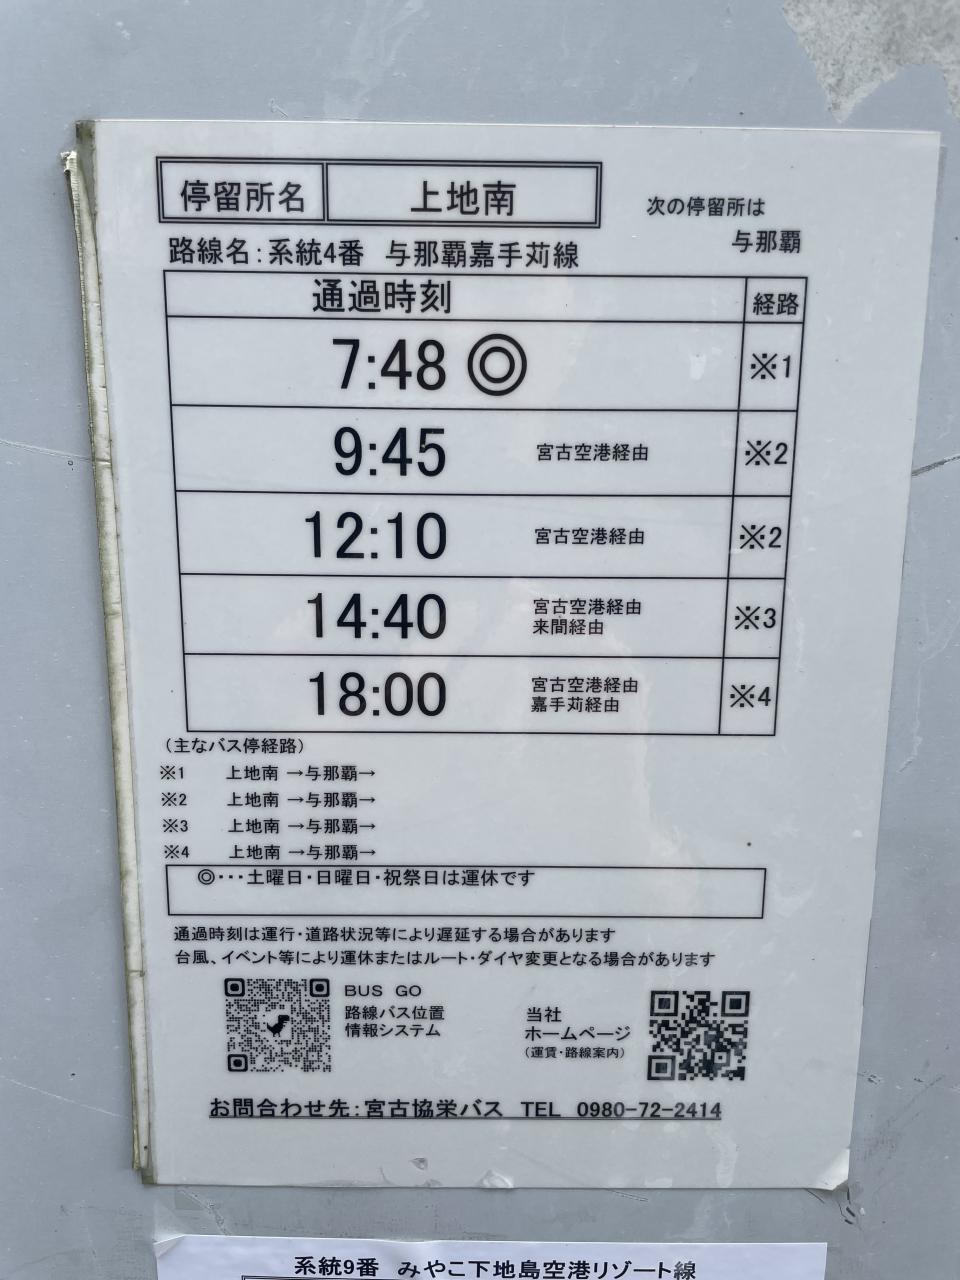 停留所名 上地南
次の停留所は
与那覇
路線名：系統4番 与那覇嘉手苅線
通過時刻 経路
7:48 ◎ ※1
9:45 宮古空港経由 ※2
12:10 宮古空港経由 ※2
14:40 宮古空港経由 ※3
来間経由
18:00 宮古空港経由 ※4
嘉手苅経由
（主なバス停経路）
※1 上地南 →与那覇→
※2 上地南 →与那覇→
※3 上地南 →与那覇→
※4 上地南 →与那覇→
◎･･･土曜日･日曜日･祝祭日は運休です
通過時刻は運行･道路状況等により遅延する場合があります
台風、イベント等により運休またはルート･ダイヤ変更となる場合があります
BUS GO
路線バス位置
情報システム
当社
ホームページ
（運賃･路線案内）
お問合わせ先：宮古協栄バス TEL 0980-72-2414
系統9番 みやこ下地島空港リゾート線